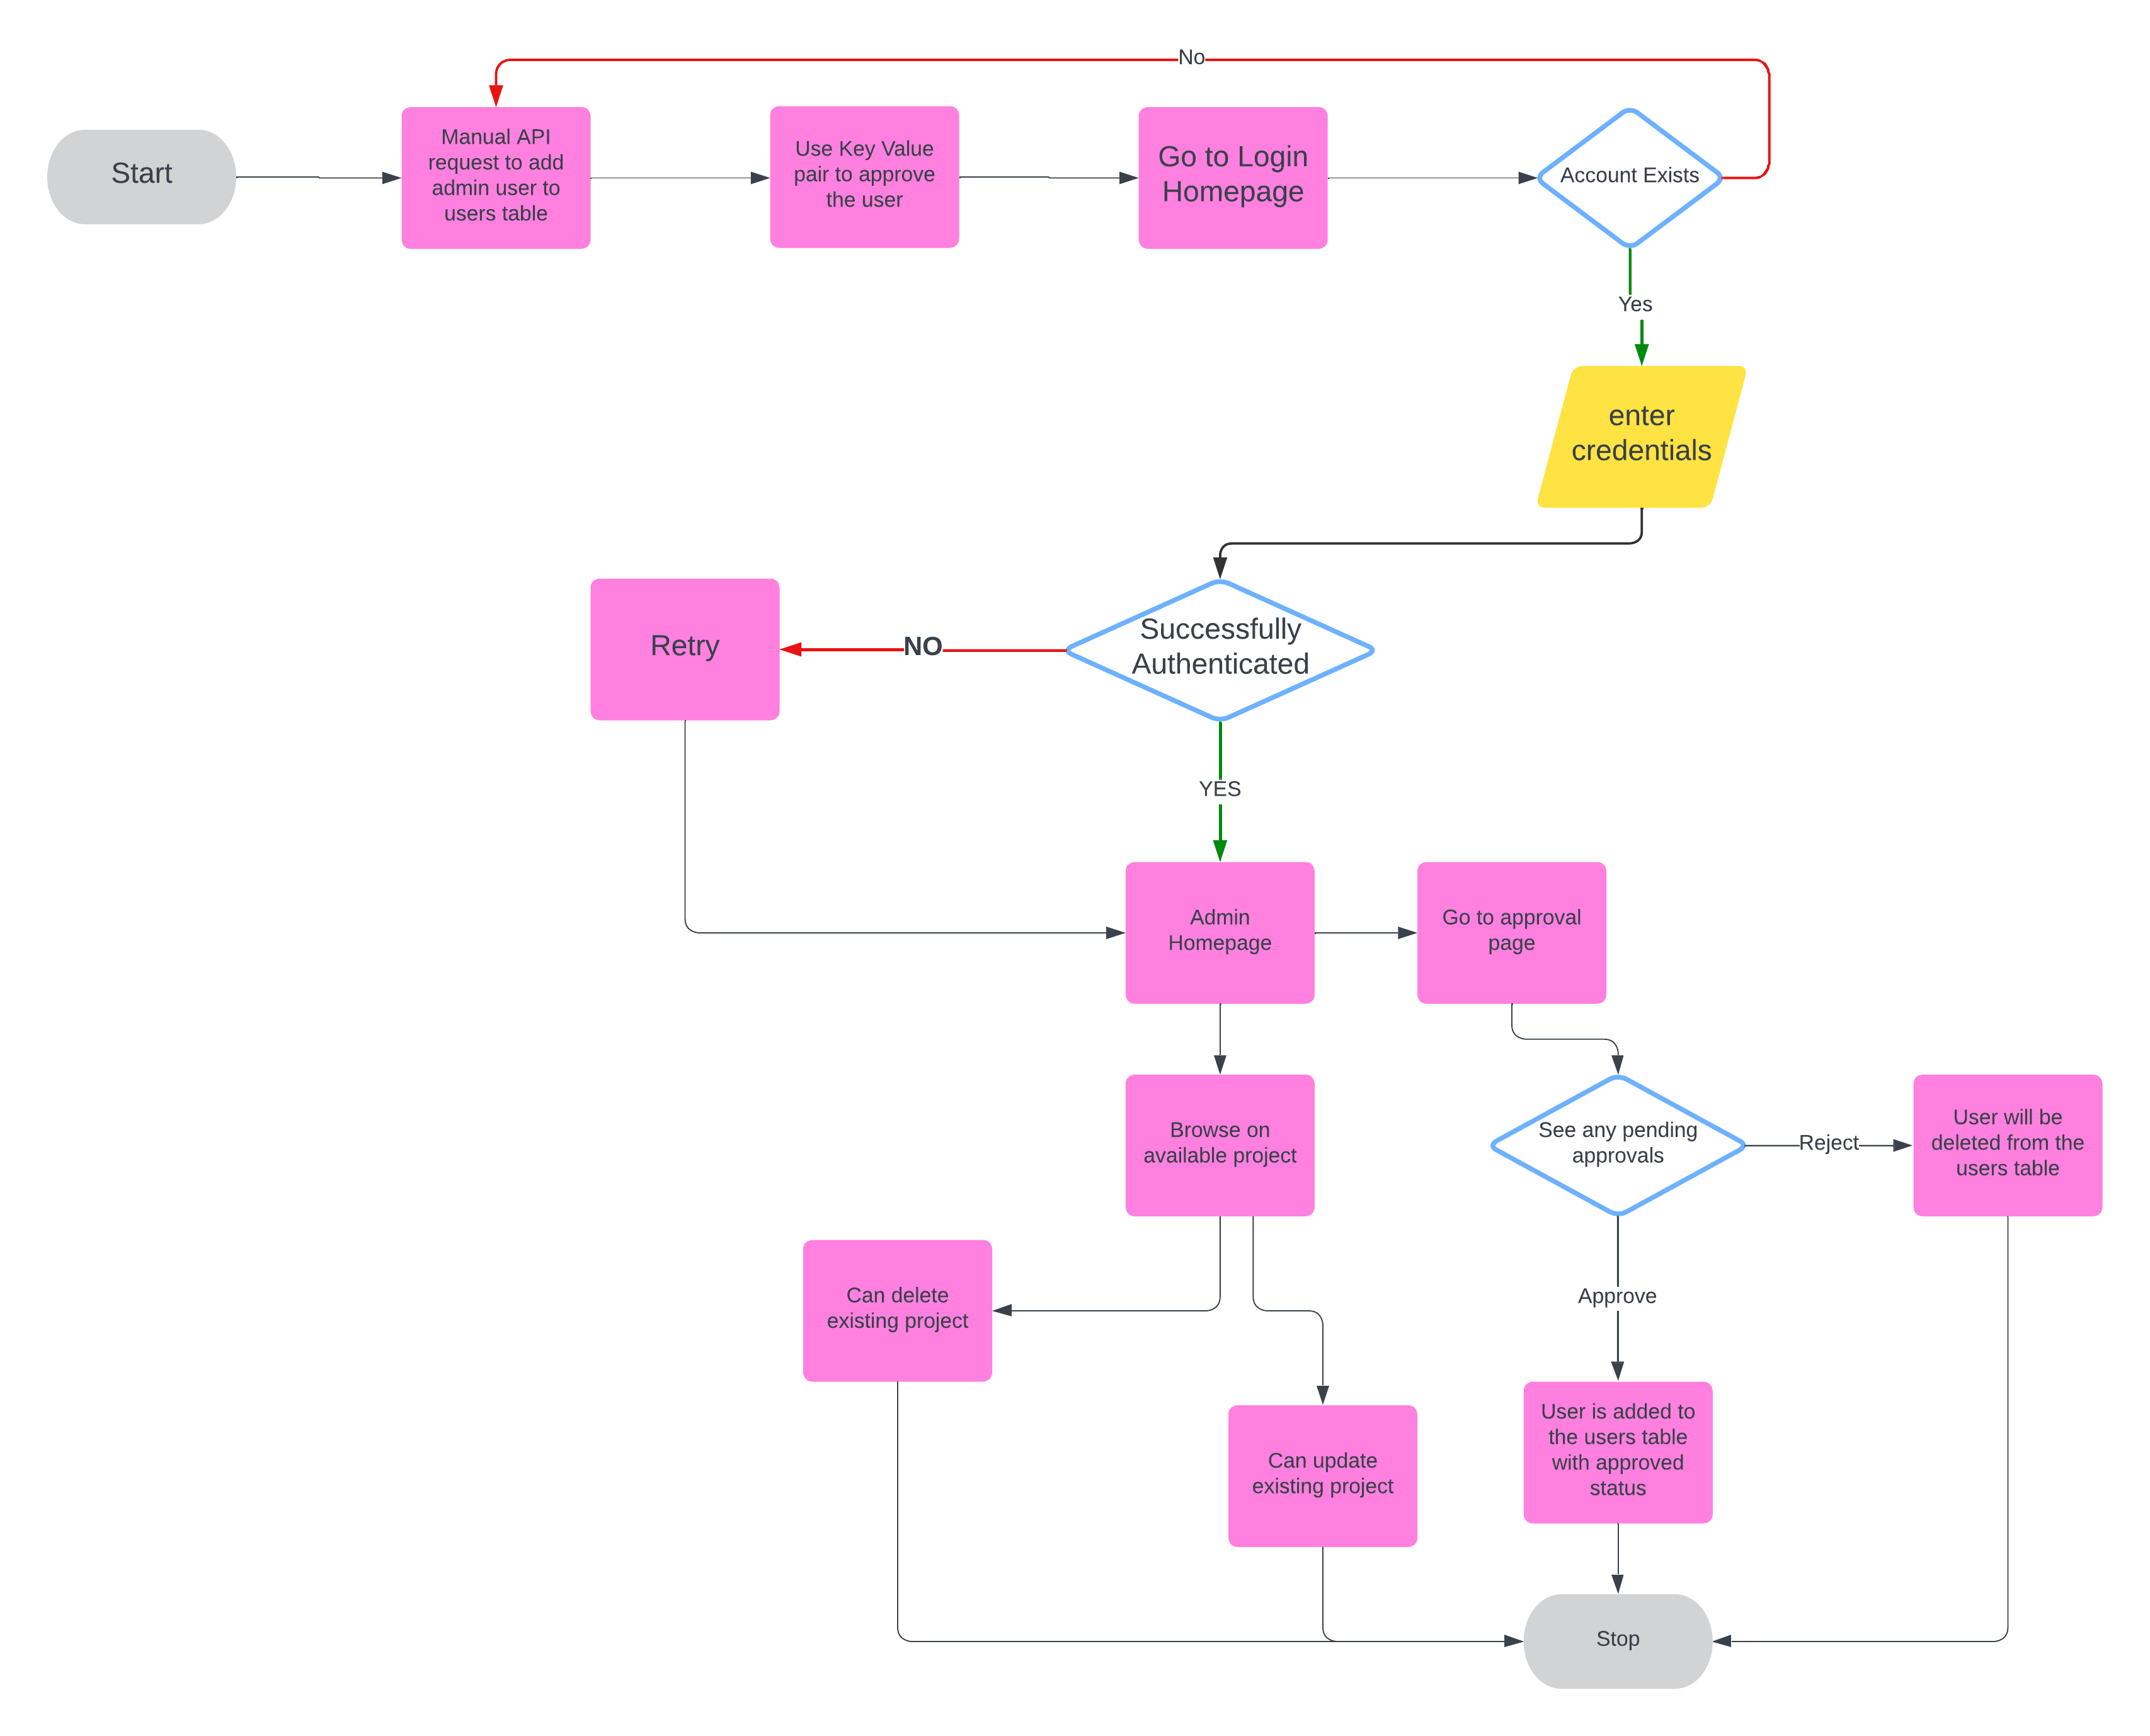 No
Start
Manual API
request to add
admin user to
users table
Use Key Value
pair to approve
the user
Go to Login
Homepage
Account Exists
Yes
enter
credentials
Successfully
Authenticated
NO
Retry
YES
Admin
Homepage
Go to approval
page
Browse on
available project
See any pending
approvals
Reject
User will be
deleted from the
users table
Can delete
existing project
Approve
Can update
existing project
User is added to
the users table
with approved
status
Stop